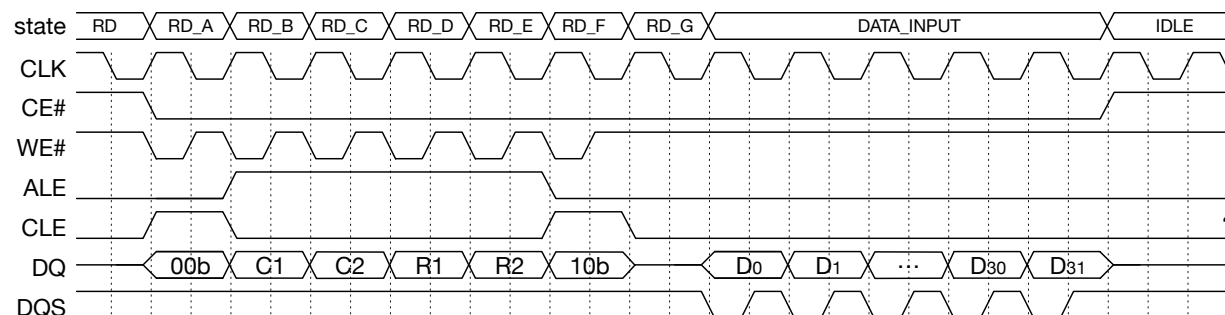 state RD RD_A RD_B RD_C RD_D RD_E RD_F RD_G DATA_INPUT IDLE
CLK
CE#
WE#
ALE
CLE
DQ 00b C1 C2 R1 R2 10b D0 D1 ... D30 D31
DQS